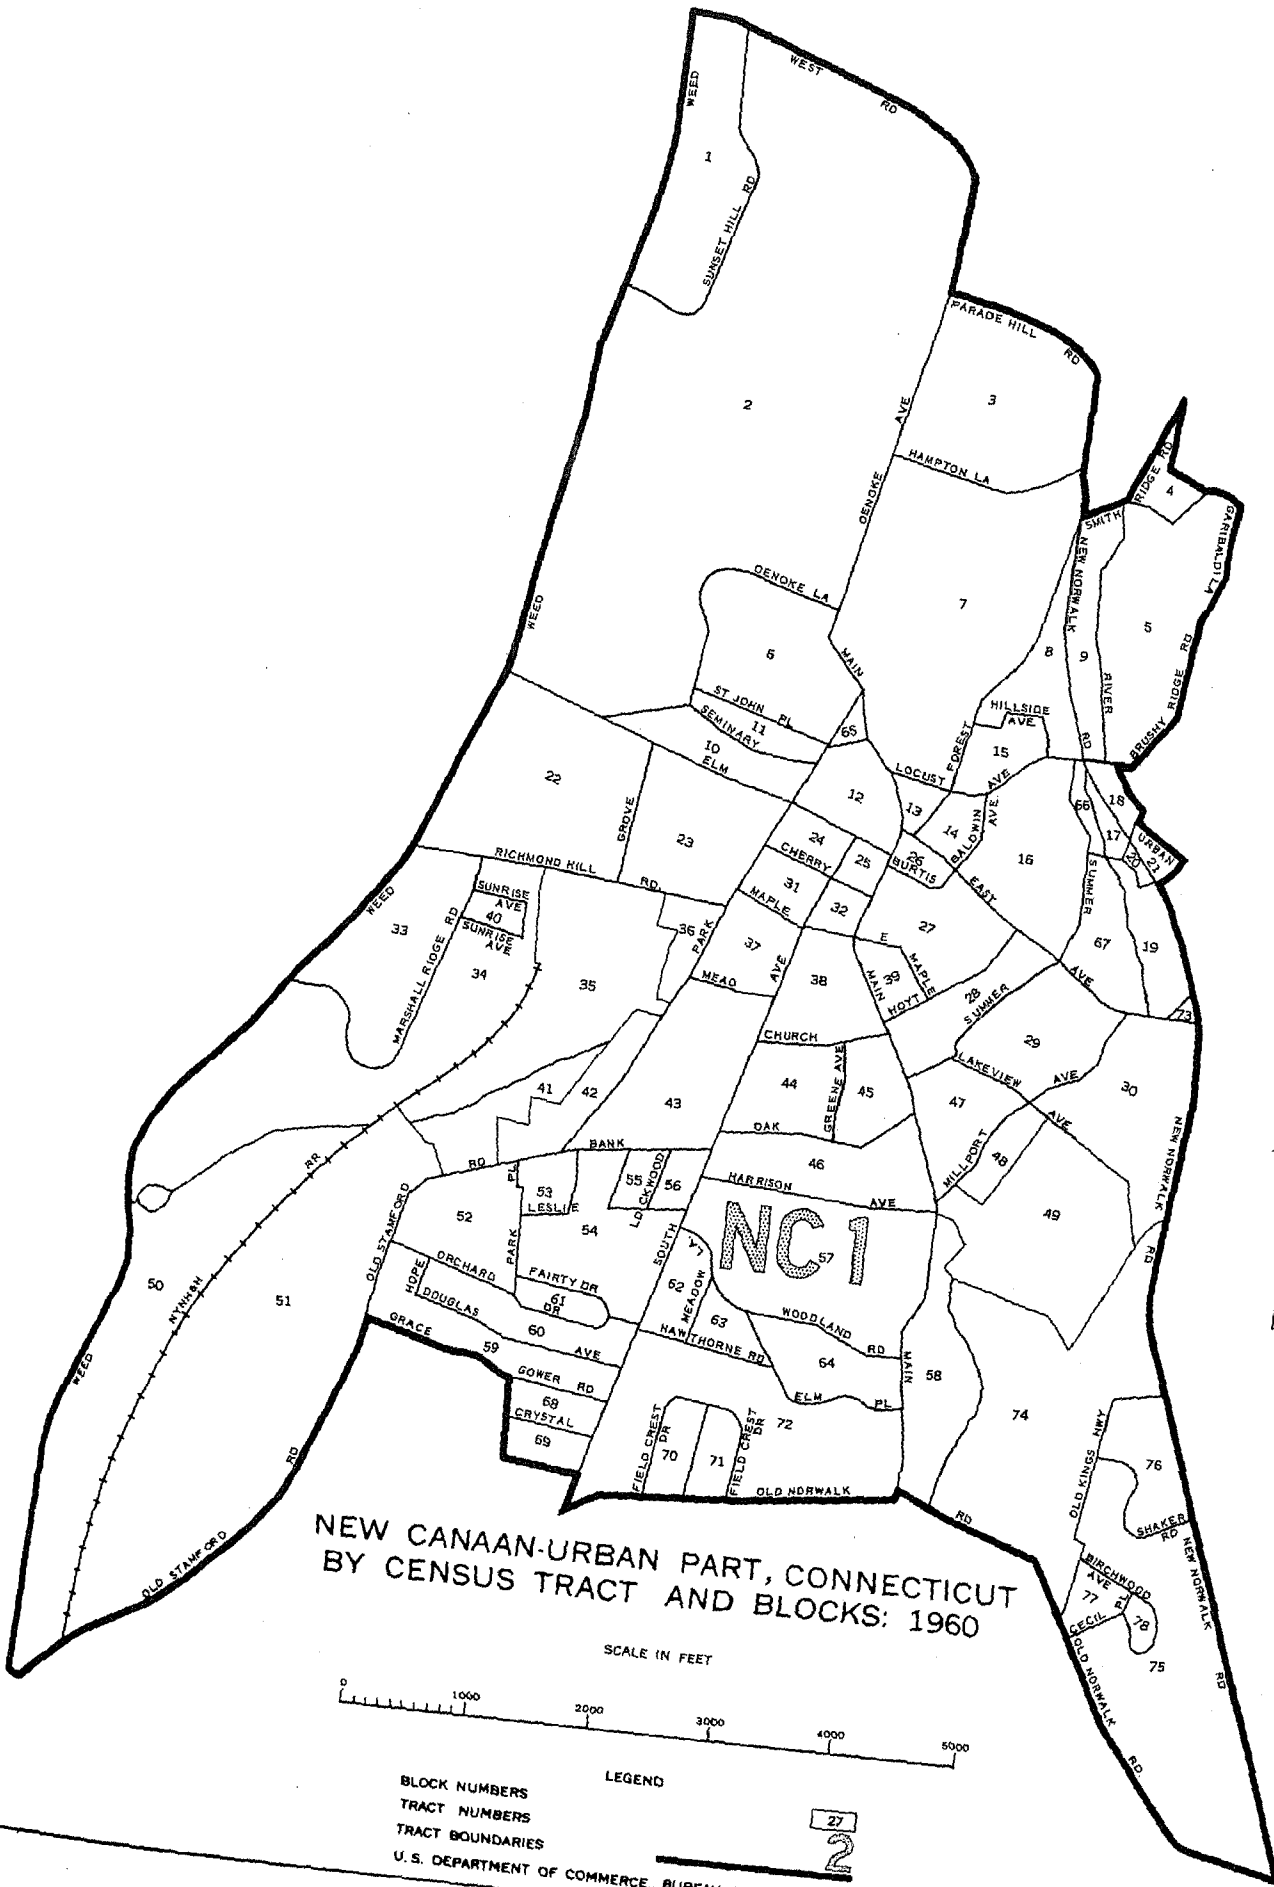 WEST
RD
WEED
1
SUNSET HILL RD
PARADE HILL
RD
2
3
OENOKE
AVE
HAMPTON LA
RIDGE RD
4
SMITH
GARIBALDI LA
NEW NORWALK
RD
OENOKE LA
WEED
7
5
6
MAIN
8
9
RIVER
BRUSHY RIDGE RD
ST JOHN PL
SEMINARY
11
65
HILLSIDE
AVE
FOREST
15
10
ELM
22
GROVE
12
LOCUST
AVE
13
14
BALDWIN
AVE.
66
18
17
URBAN
20
21
23
24
CHERRY
25
26
BURTIS
16
EAST
AVE
SUMMER
RICHMOND HILL
RD.
31
MAPLE
32
27
67
19
WEED
33
SUNRISE
AVE
40
SUNRISE
AVE
MARSHALL RIDGE RD
34
35
36
PARK
37
AVE
MEAD
38
E
MAPLE
39
MAIN
HOYT
28
SUMMER
73
CHURCH
29
LAKEVIEW
AVE
30
41
42
43
44
GREENE AVE
45
47
MILLPORT
AVE
48
NEW NORWALK
RD
BANK
OAK
46
RR
RD
PL
53
LESLIE
55
LOCKWOOD
56
HARRISON
AVE
NC 1
49
50
51
NYNH&H
OLD STAMFORD
52
54
PARK
SOUTH
57
ORCHARD
DR
HOPE
FAIRTY DR
61
62
LA
MEADOW
63
WOODLAND
RD
DOUGLAS
AVE
60
GRACE
59
HAWTHORNE RD
64
MAIN
58
GOWER RD
68
CRYSTAL
69
ELM PL
72
74
WEED
OLD STAMFORD
RD
FIELD CREST
DR
70
71
FIELD CREST
DR
OLD NORWALK
RD
OLD KINGS HWY
76
SHAKER
RD
NEW NORWALK
RD
BIRCHWOOD
AVE
77
PL
78
CECIL
75
OLD NORWALK
RD.
NEW CANAAN-URBAN PART, CONNECTICUT
BY CENSUS TRACT AND BLOCKS: 1960
SCALE IN FEET
0 1000 2000 3000 4000 5000
LEGEND
BLOCK NUMBERS 27
TRACT NUMBERS 2
TRACT BOUNDARIES
U.S. DEPARTMENT OF COMMERCE,